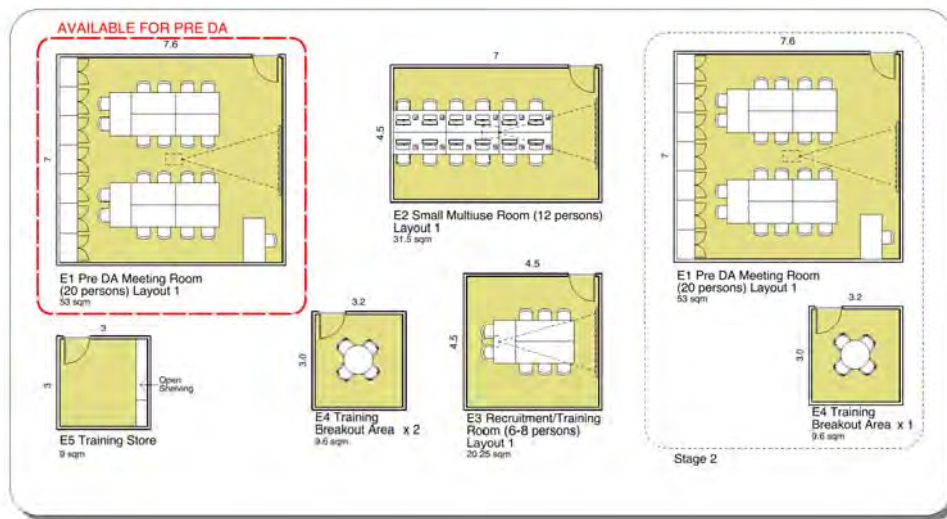 AVAILABLE FOR PRE DA
7.6
7
E1 Pre DA Meeting Room
(20 persons) Layout 1
53 sqm
7
4.5
E2 Small Multiuse Room (12 persons)
Layout 1
31.5 sqm
7.6
7
E1 Pre DA Meeting Room
(20 persons) Layout 1
53 sqm
3
3
Open
Shelving
E5 Training Store
9 sqm
3.2
3.0
E4 Training
Breakout Area x 2
9.6 sqm
4.5
4.5
E3 Recruitment/Training
Room (6-8 persons)
Layout 1
20.25 sqm
3.2
3.0
E4 Training
Breakout Area x 1
9.6 sqm
Stage 2